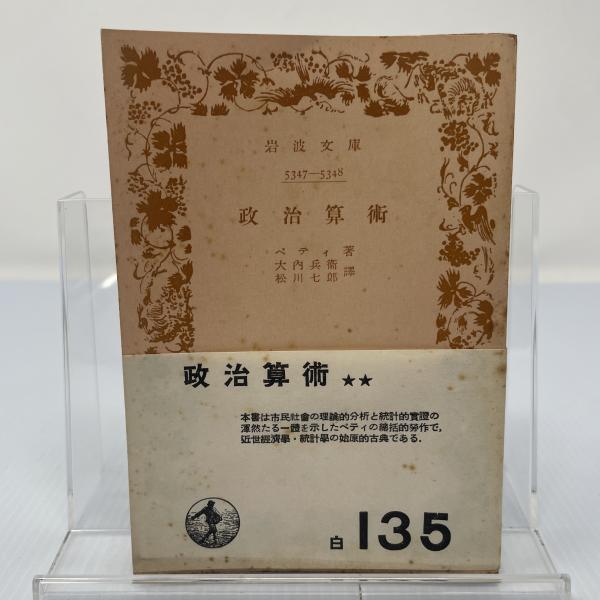 岩波文庫
5347—5348
政治算術
ペティ著
大内兵衛
松川七郎 譯
政治算術 ★★
本書は市民社會の理論的分析と統計的實證の
渾然たる一體を示したペティの總括的勞作で,
近世經濟學・統計學の始原的古典である.
白 135